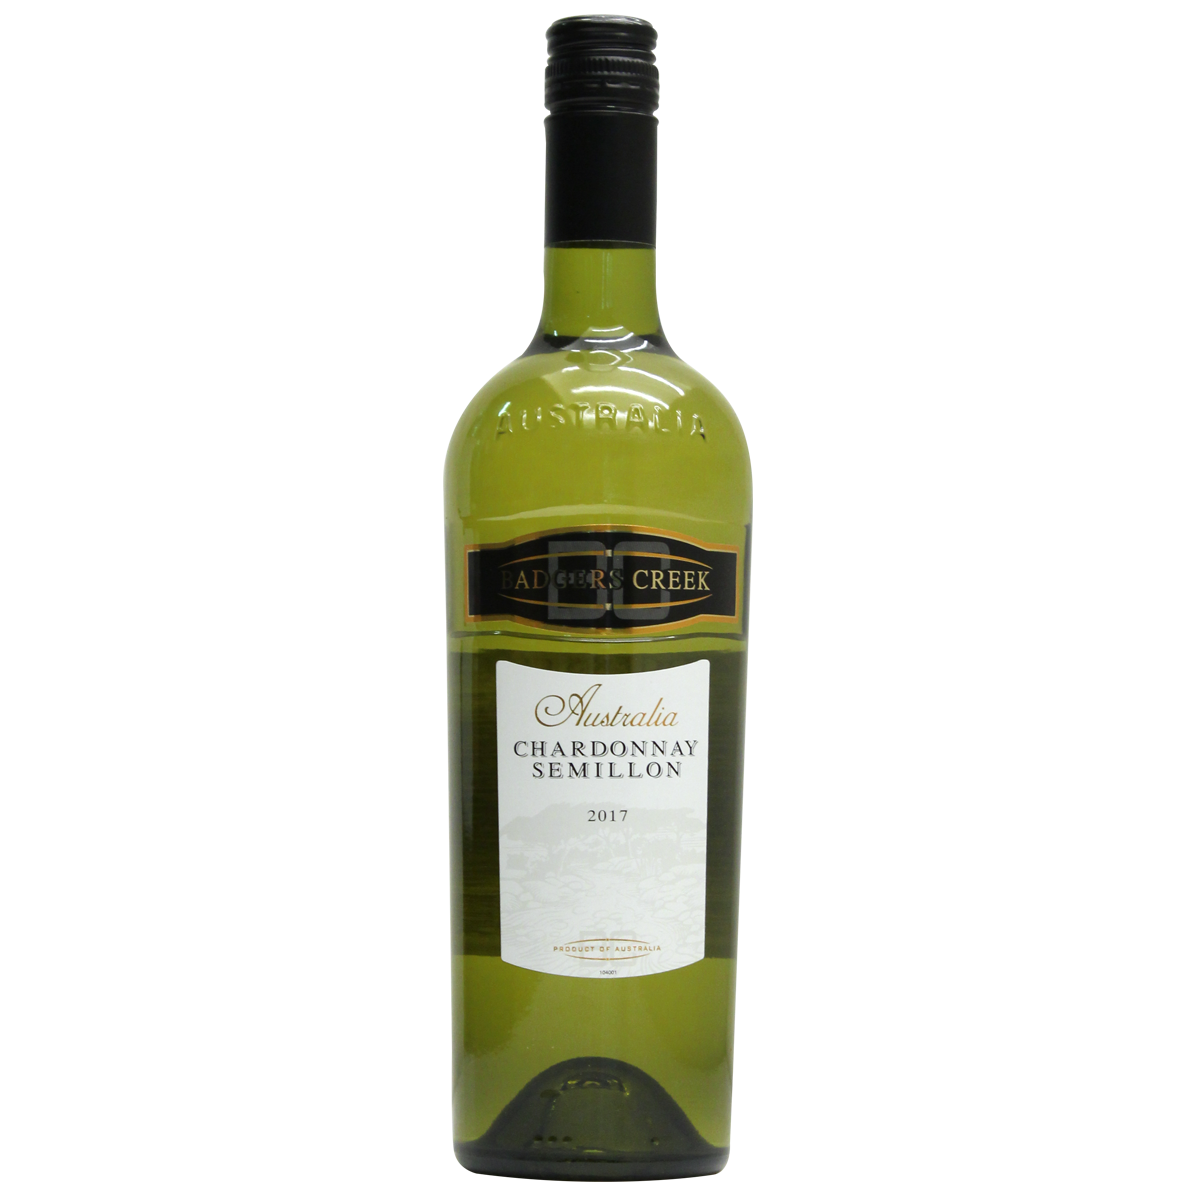 AUSTRALIA
BADGERS CREEK
Australia
CHARDONNAY
SEMILLON
2017
PRODUCT OF AUSTRALIA